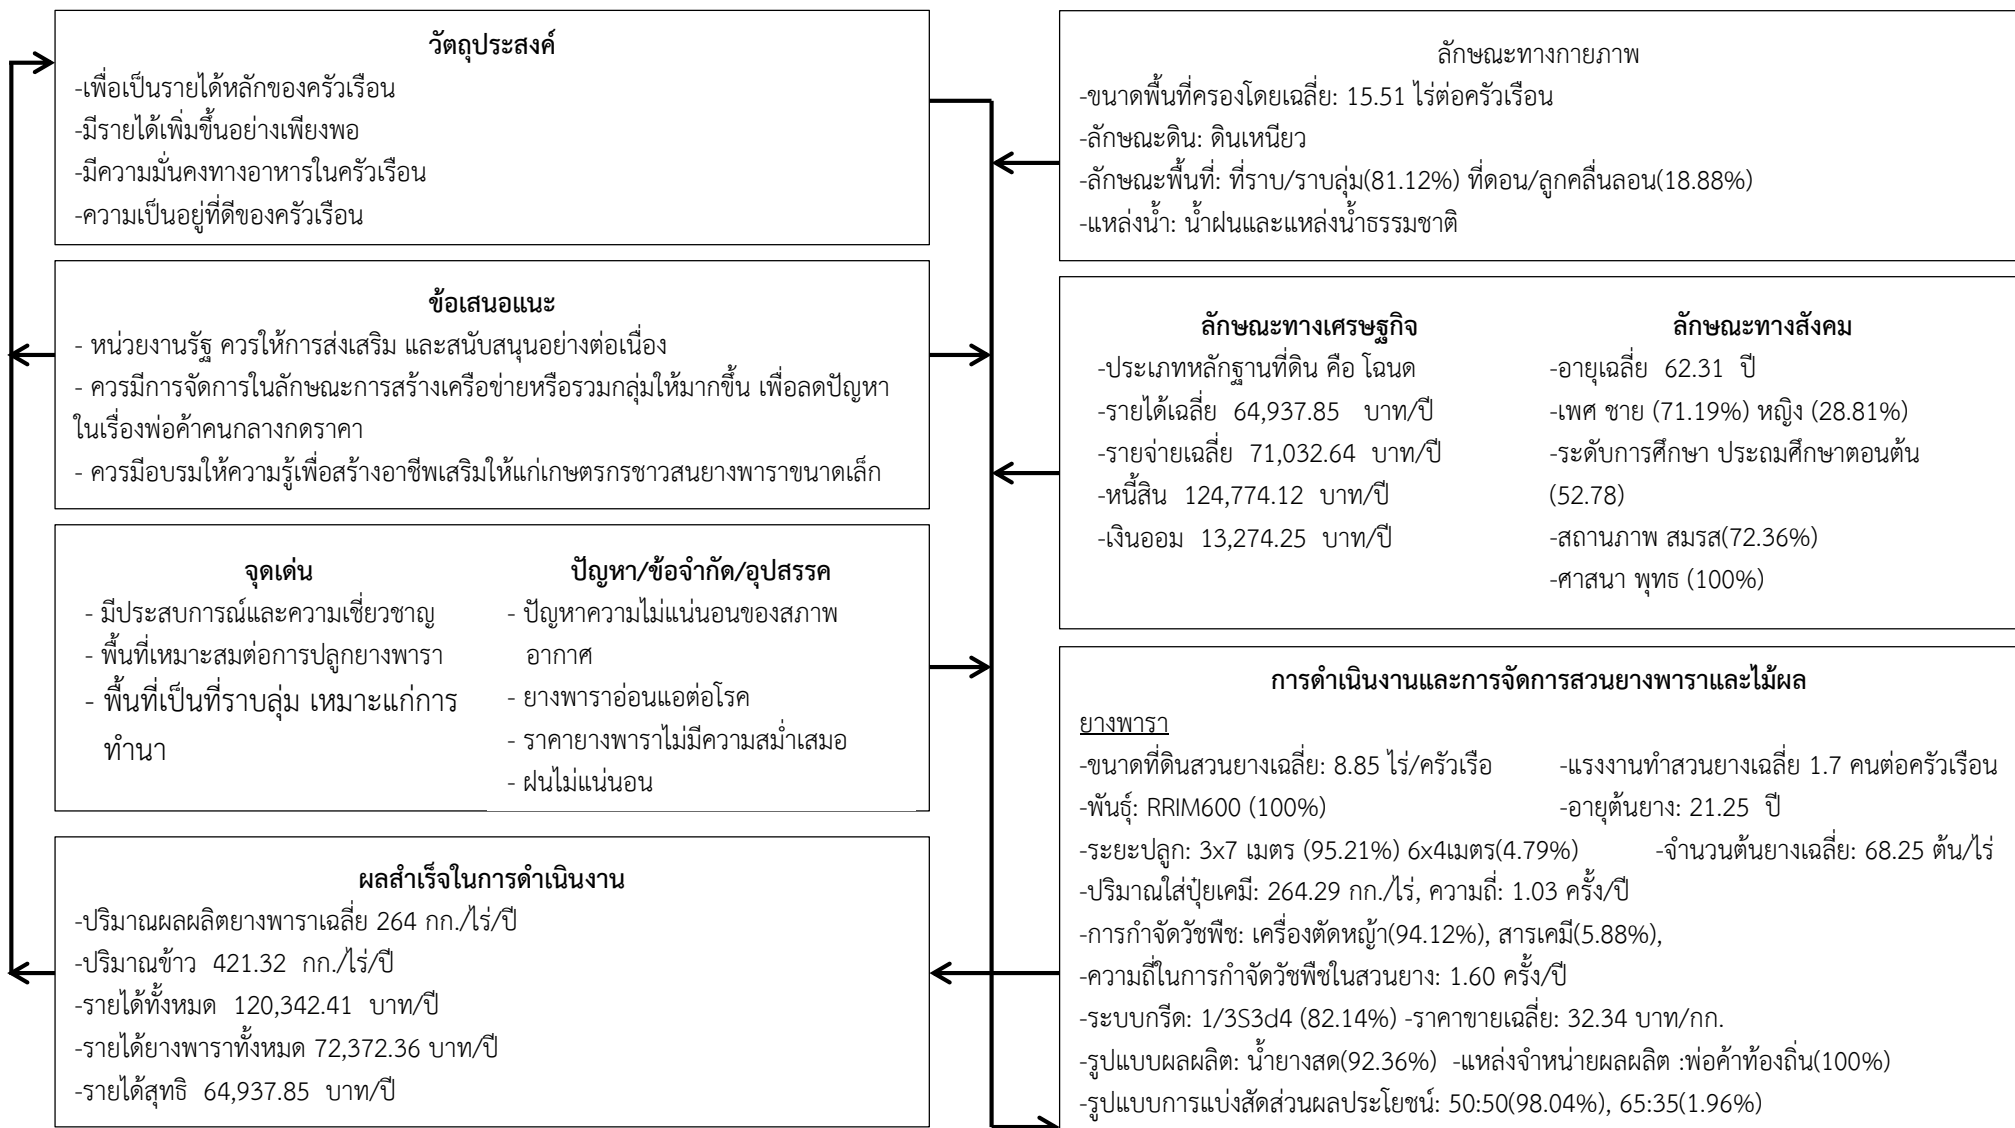 วัตถุประสงค์
-เพื่อเป็นรายได้หลักของครัวเรือน
-มีรายได้เพิ่มขึ้นอย่างเพียงพอ
-มีความมั่นคงทางอาหารในครัวเรือน
-ความเป็นอยู่ที่ดีของครัวเรือน
ข้อเสนอแนะ
- หน่วยงานรัฐ ควรให้การส่งเสริม และสนับสนุนอย่างต่อเนื่อง
- ควรมีการจัดการในลักษณะการสร้างเครือข่ายหรือรวมกลุ่มให้มากขึ้น เพื่อลดปัญหา
ในเรื่องพ่อค้าคนกลางกดราคา
- ควรมีอบรมให้ความรู้เพื่อสร้างอาชีพเสริมให้แก่เกษตรกรชาวสนยางพาราขนาดเล็ก
จุดเด่น
- มีประสบการณ์และความเชี่ยวชาญ
- พื้นที่เหมาะสมต่อการปลูกยางพารา
- พื้นที่เป็นที่ราบลุ่ม เหมาะแก่การ
ทำนา
ปัญหา/ข้อจำกัด/อุปสรรค
- ปัญหาความไม่แน่นอนของสภาพ
อากาศ
- ยางพาราอ่อนแอต่อโรค
- ราคายางพาราไม่มีความสม่ำเสมอ
- ฝนไม่แน่นอน
ผลสำเร็จในการดำเนินงาน
-ปริมาณผลผลิตยางพาราเฉลี่ย 264 กก./ไร่/ปี
-ปริมาณข้าว 421.32 กก./ไร่/ปี
-รายได้ทั้งหมด 120,342.41 บาท/ปี
-รายได้ยางพาราทั้งหมด 72,372.36 บาท/ปี
-รายได้สุทธิ 64,937.85 บาท/ปี
ลักษณะทางกายภาพ
-ขนาดพื้นที่ครองโดยเฉลี่ย: 15.51 ไร่ต่อครัวเรือน
-ลักษณะดิน: ดินเหนียว
-ลักษณะพื้นที่: ที่ราบ/ราบลุ่ม(81.12%) ที่ดอน/ลูกคลื่นลอน(18.88%)
-แหล่งน้ำ: น้ำฝนและแหล่งน้ำธรรมชาติ
ลักษณะทางเศรษฐกิจ
-ประเภทหลักฐานที่ดิน คือ โฉนด
-รายได้เฉลี่ย 64,937.85 บาท/ปี
-รายจ่ายเฉลี่ย 71,032.64 บาท/ปี
-หนี้สิน 124,774.12 บาท/ปี
-เงินออม 13,274.25 บาท/ปี
ลักษณะทางสังคม
-อายุเฉลี่ย 62.31 ปี
-เพศ ชาย (71.19%) หญิง (28.81%)
-ระดับการศึกษา ประถมศึกษาตอนต้น
(52.78)
-สถานภาพ สมรส(72.36%)
-ศาสนา พุทธ (100%)
การดำเนินงานและการจัดการสวนยางพาราและไม้ผล
ยางพารา
-ขนาดที่ดินสวนยางเฉลี่ย: 8.85 ไร่/ครัวเรือ -แรงงานทำสวนยางเฉลี่ย 1.7 คนต่อครัวเรือน
-พันธุ์: RRIM600 (100%) -อายุต้นยาง: 21.25 ปี
-ระยะปลูก: 3x7 เมตร (95.21%) 6x4เมตร(4.79%) -จำนวนต้นยางเฉลี่ย: 68.25 ต้น/ไร่
-ปริมาณใส่ปุ๋ยเคมี: 264.29 กก./ไร่, ความถี่: 1.03 ครั้ง/ปี
-การกำจัดวัชพืช: เครื่องตัดหญ้า(94.12%), สารเคมี(5.88%),
-ความถี่ในการกำจัดวัชพืชในสวนยาง: 1.60 ครั้ง/ปี
-ระบบกรีด: 1/3S3d4 (82.14%) -ราคาขายเฉลี่ย: 32.34 บาท/กก.
-รูปแบบผลผลิต: น้ำยางสด(92.36%) -แหล่งจำหน่ายผลผลิต :พ่อค้าท้องถิ่น(100%)
-รูปแบบการแบ่งสัดส่วนผลประโยชน์: 50:50(98.04%), 65:35(1.96%)